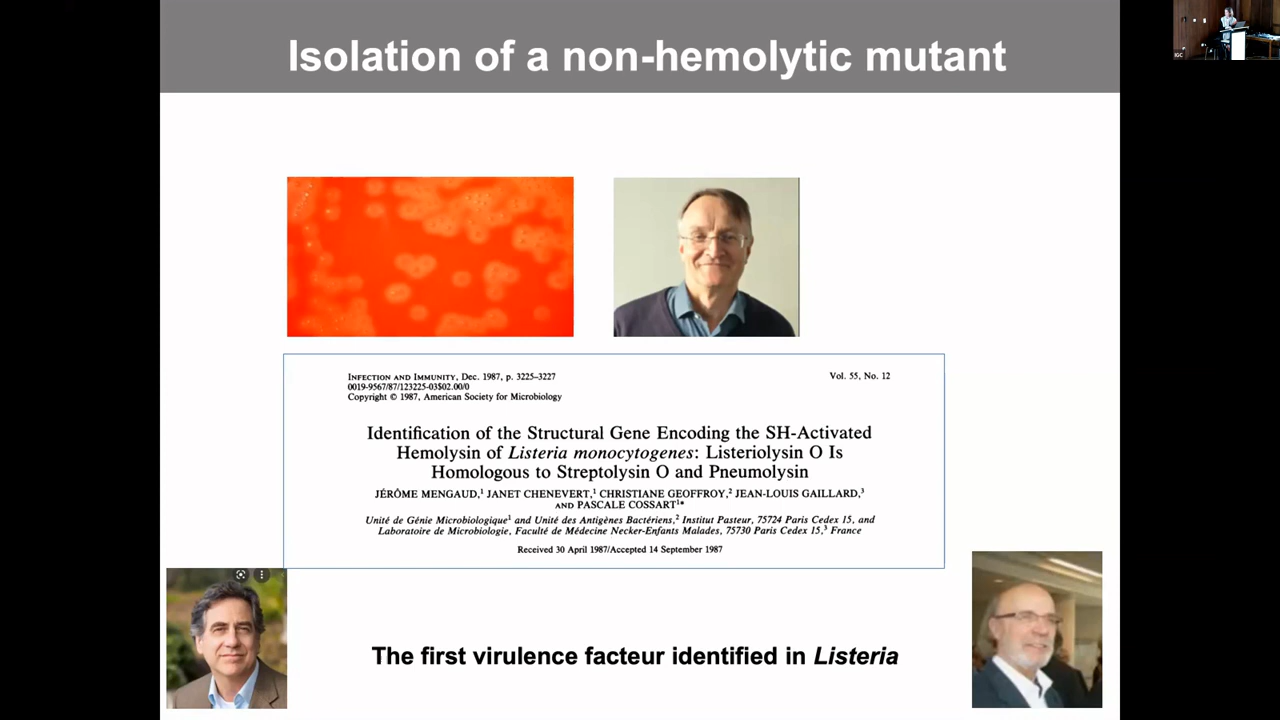 Isolation of a non-hemolytic mutant
IGC
INFECTION AND IMMUNITY, Dec. 1987, p. 3225–3227
Vol. 55, No. 12
0019-9567/87/123225-03$02.00/0
Copyright © 1987, American Society for Microbiology
Identification of the Structural Gene Encoding the SH-Activated
Hemolysin of Listeria monocytogenes: Listeriolysin O Is
Homologous to Streptolysin O and Pneumolysin
JÉRÔME MENGAUD,¹ JANET CHENEVERT,¹ CHRISTIANE GEOFFROY,² JEAN-LOUIS GAILLARD,³
AND PASCALE COSSART¹*
Unité de Génie Microbiologique¹ and Unité des Antigènes Bactériens,² Institut Pasteur, 75724 Paris Cedex 15, and
Laboratoire de Microbiologie, Faculté de Médecine Necker-Enfants Malades, 75730 Paris Cedex 15,³ France
Received 30 April 1987/Accepted 14 September 1987
The first virulence facteur identified in Listeria